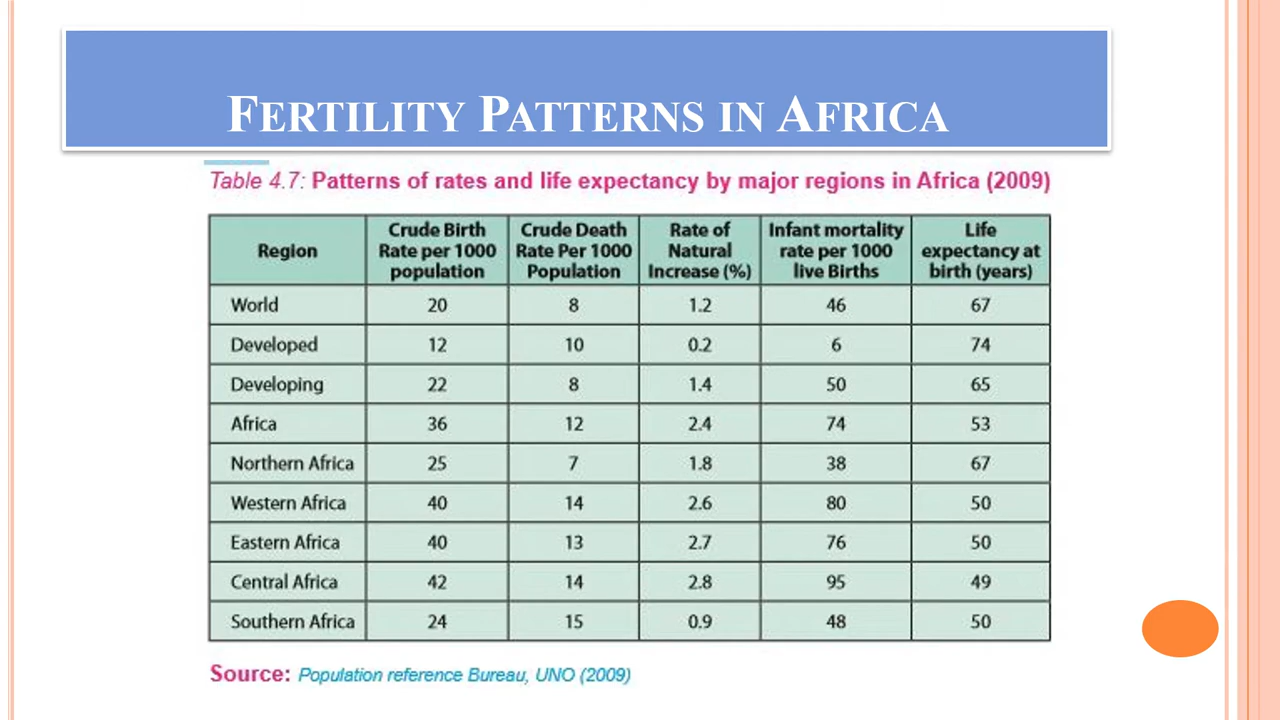 FERTILITY PATTERNS IN AFRICA
Table 4.7: Patterns of rates and life expectancy by major regions in Africa (2009)
Region | Crude Birth Rate per 1000 population | Crude Death Rate Per 1000 Population | Rate of Natural Increase (%) | Infant mortality rate per 1000 live Births | Life expectancy at birth (years)
World | 20 | 8 | 1.2 | 46 | 67
Developed | 12 | 10 | 0.2 | 6 | 74
Developing | 22 | 8 | 1.4 | 50 | 65
Africa | 36 | 12 | 2.4 | 74 | 53
Northern Africa | 25 | 7 | 1.8 | 38 | 67
Western Africa | 40 | 14 | 2.6 | 80 | 50
Eastern Africa | 40 | 13 | 2.7 | 76 | 50
Central Africa | 42 | 14 | 2.8 | 95 | 49
Southern Africa | 24 | 15 | 0.9 | 48 | 50
Source: Population reference Bureau, UNO (2009)